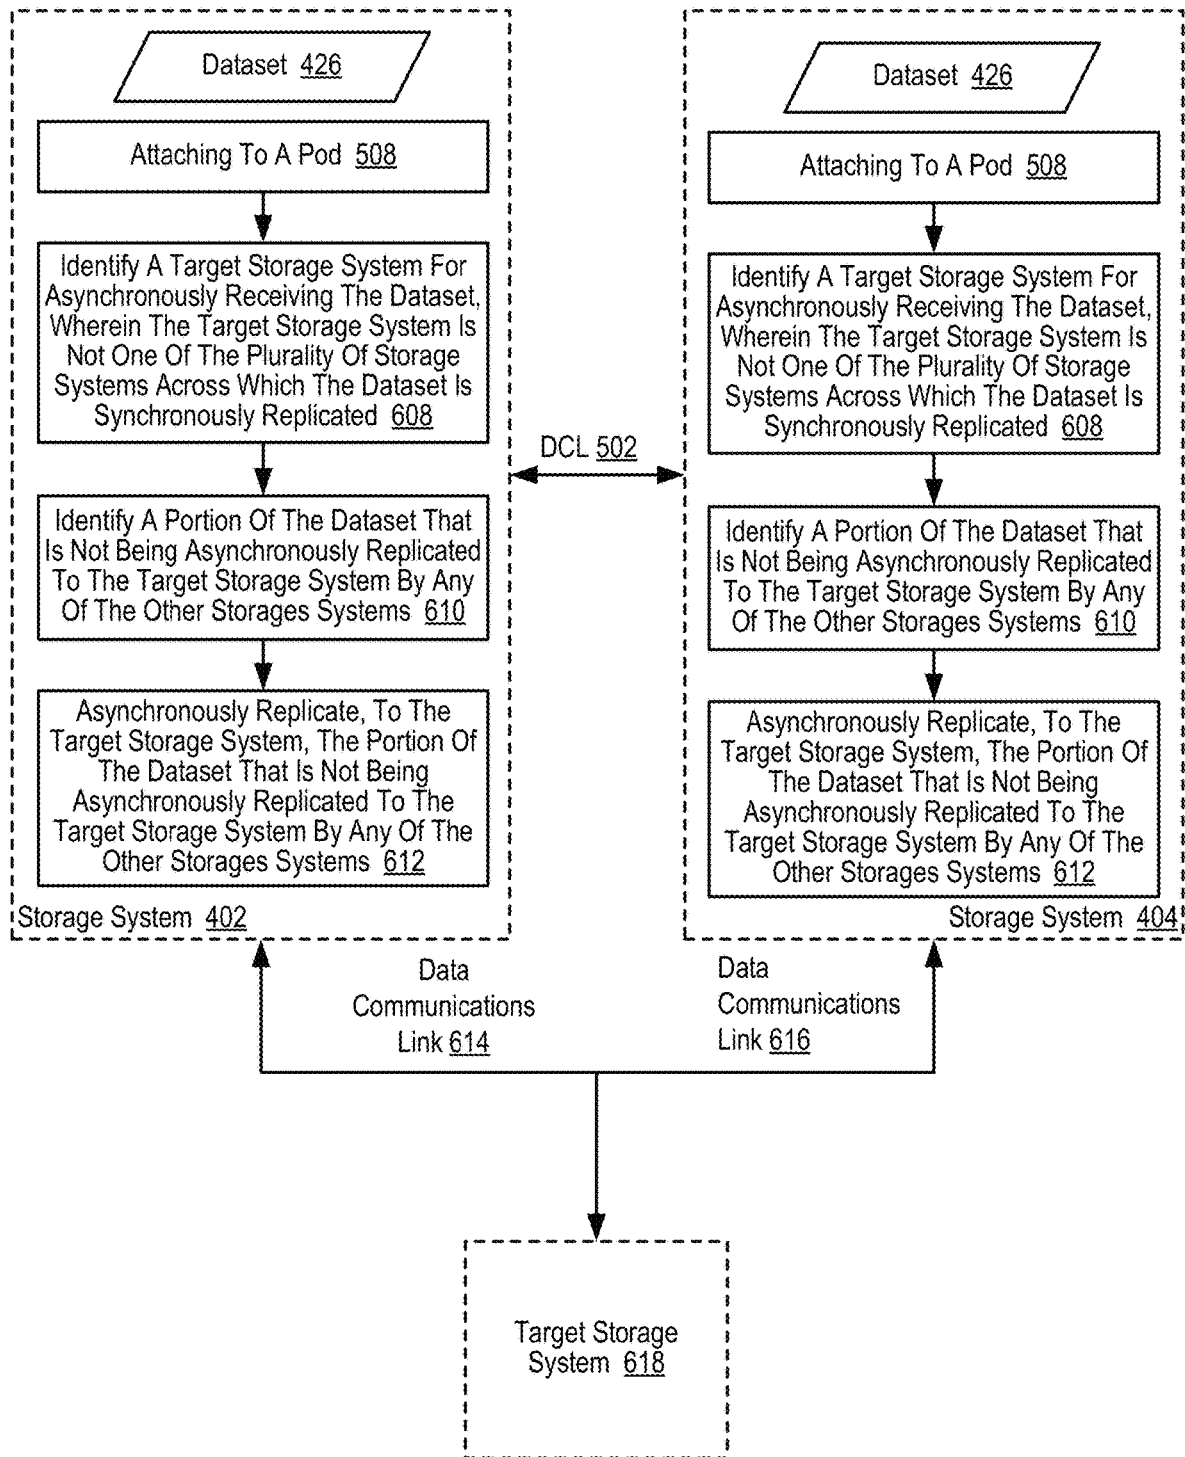 Dataset 426
Attaching To A Pod 508
Identify A Target Storage System For
Asynchronously Receiving The Dataset,
Wherein The Target Storage System Is
Not One Of The Plurality Of Storage
Systems Across Which The Dataset Is
Synchronously Replicated 608
Identify A Portion Of The Dataset That
Is Not Being Asynchronously Replicated
To The Target Storage System By Any
Of The Other Storages Systems 610
Asynchronously Replicate, To The
Target Storage System, The Portion Of
The Dataset That Is Not Being
Asynchronously Replicated To The
Target Storage System By Any Of The
Other Storages Systems 612
Storage System 402
DCL 502
Dataset 426
Attaching To A Pod 508
Identify A Target Storage System For
Asynchronously Receiving The Dataset,
Wherein The Target Storage System Is
Not One Of The Plurality Of Storage
Systems Across Which The Dataset Is
Synchronously Replicated 608
Identify A Portion Of The Dataset That
Is Not Being Asynchronously Replicated
To The Target Storage System By Any
Of The Other Storages Systems 610
Asynchronously Replicate, To The
Target Storage System, The Portion Of
The Dataset That Is Not Being
Asynchronously Replicated To The
Target Storage System By Any Of The
Other Storages Systems 612
Storage System 404
Data
Communications
Link 614
Data
Communications
Link 616
Target Storage
System 618